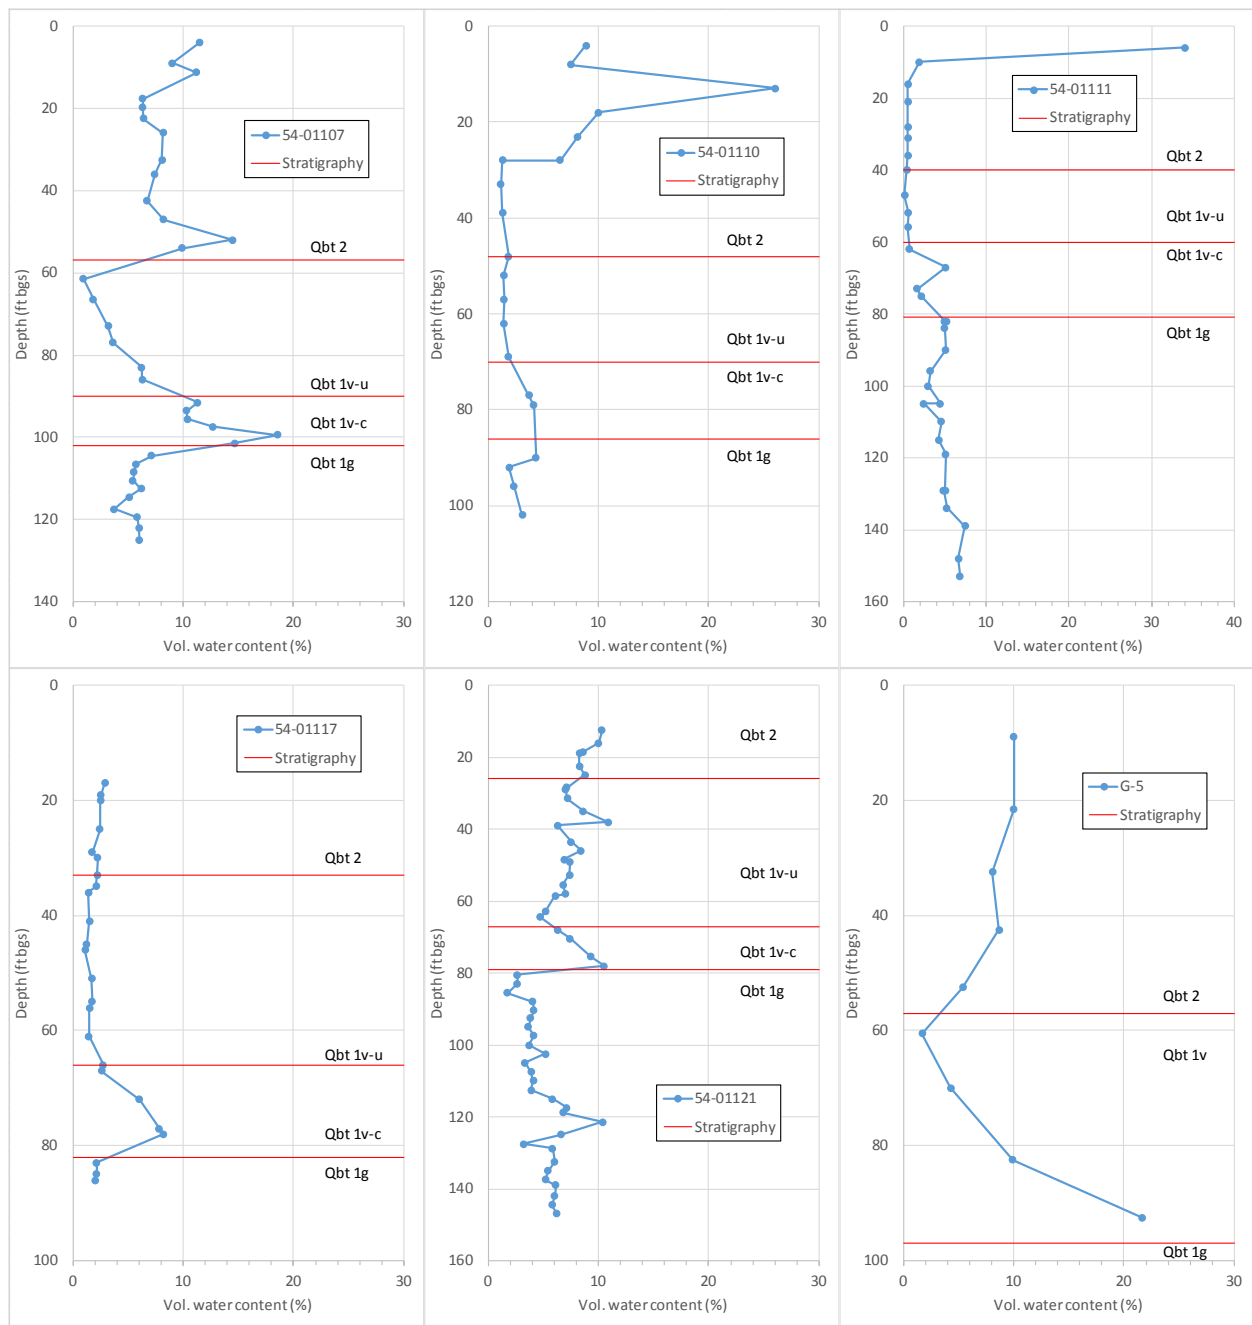 0
20
40
60
80
100
120
140
Depth (ft bgs)
54-01107
Stratigraphy
Qbt 2
Qbt 1v-u
Qbt 1v-c
Qbt 1g
0 10 20 30
Vol. water content (%)
0
20
40
60
80
100
120
Depth (ft bgs)
54-01110
Stratigraphy
Qbt 2
Qbt 1v-u
Qbt 1v-c
Qbt 1g
0 10 20 30
Vol. water content (%)
0
20
40
60
80
100
120
140
160
Depth (ft bgs)
54-01111
Stratigraphy
Qbt 2
Qbt 1v-u
Qbt 1v-c
Qbt 1g
0 10 20 30 40
Vol. water content (%)
0
20
40
60
80
100
Depth (ft bgs)
54-01117
Stratigraphy
Qbt 2
Qbt 1v-u
Qbt 1v-c
Qbt 1g
0 10 20 30
Vol. water content (%)
0
20
40
60
80
100
120
140
160
Depth (ft bgs)
Qbt 2
Qbt 1v-u
Qbt 1v-c
Qbt 1g
54-01121
Stratigraphy
0 10 20 30
Vol. water content (%)
0
20
40
60
80
100
Depth (ft bgs)
G-5
Stratigraphy
Qbt 2
Qbt 1v
Qbt 1g
0 10 20 30
Vol. water content (%)